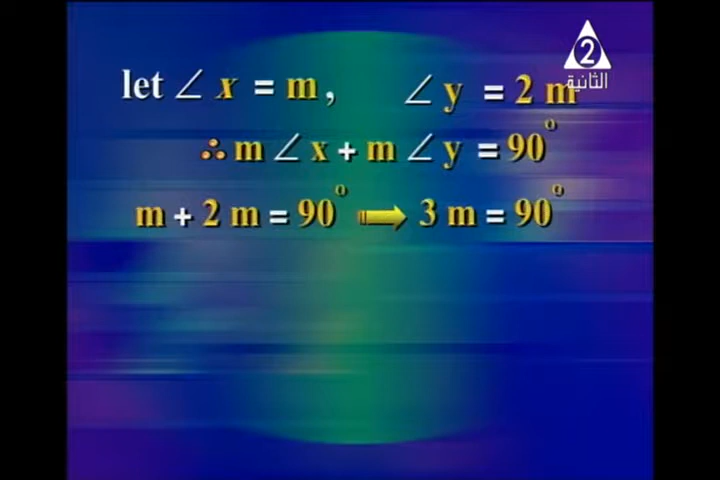 2
الثانية
let ∠ x = m, ∠ y = 2 m
∴ m ∠ x + m ∠ y = 90°
m + 2 m = 90° ⇒ 3 m = 90°